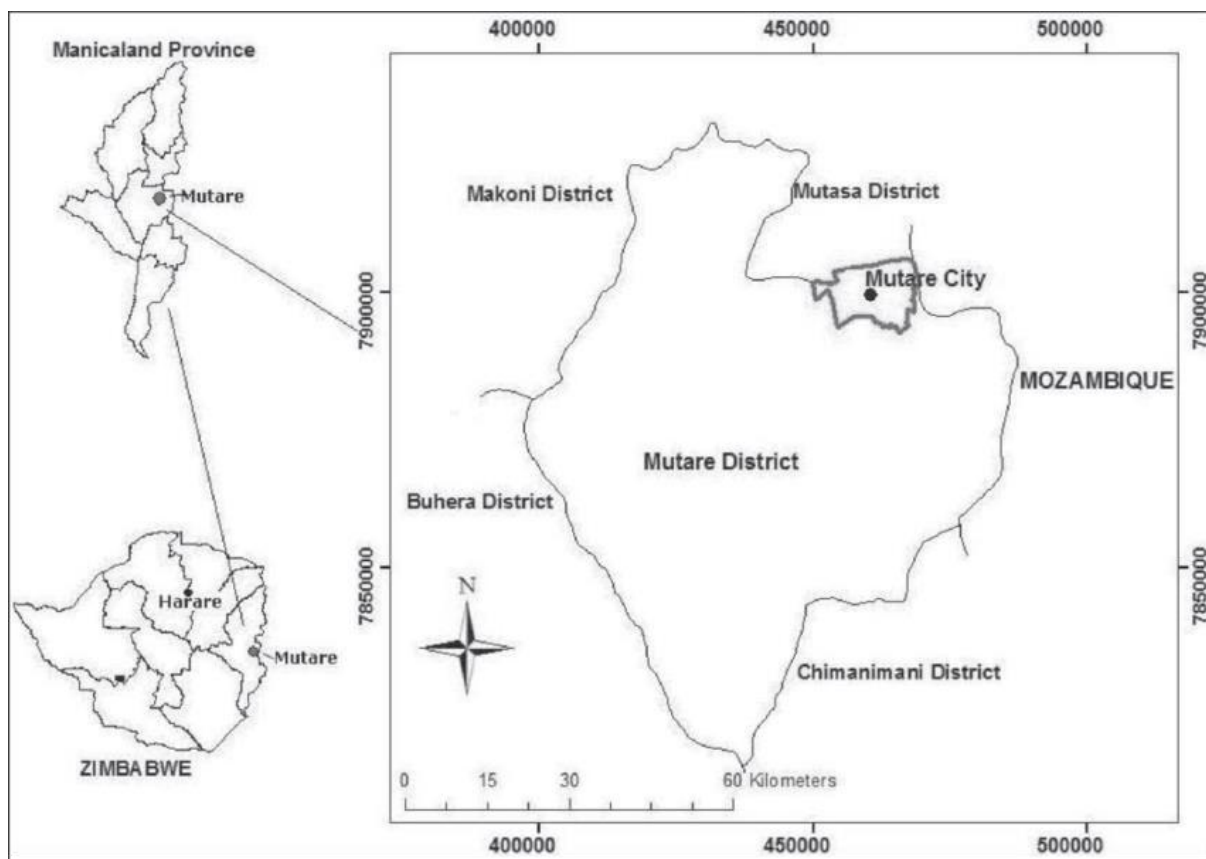 Manicaland Province
Mutare
Harare
Mutare
ZIMBABWE
400000
450000
500000
7900000
7850000
Makoni District
Mutasa District
Mutare City
MOZAMBIQUE
Mutare District
Buhera District
N
Chimanimani District
0 15 30 60 Kilometers
7900000
7850000
400000
450000
500000